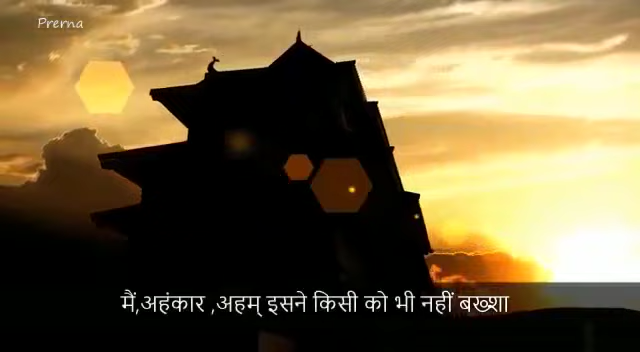 Prerna
मैं,अहंकार ,अहम् इसने किसी को भी नहीं बख्शा